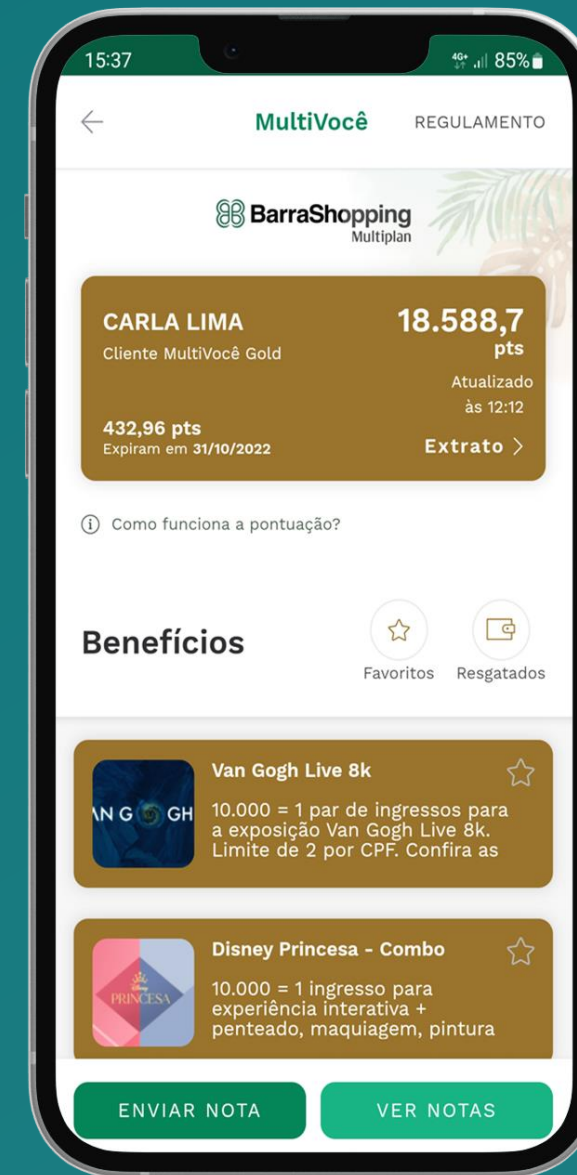 15:37
4G+
85%
MultiVocê
REGULAMENTO
BarraShopping
Multiplan
CARLA LIMA
Cliente MultiVocê Gold
18.588,7
pts
Atualizado
às 12:12
432,96 pts
Expiram em 31/10/2022
Extrato
Como funciona a pontuação?
Benefícios
Favoritos
Resgatados
AN GOGH
Van Gogh Live 8k
10.000 = 1 par de ingressos para
a exposição Van Gogh Live 8k.
Limite de 2 por CPF. Confira as
Disney
PRINCESA
Disney Princesa - Combo
10.000 = 1 ingresso para
experiência interativa +
penteado, maquiagem, pintura
ENVIAR NOTA
VER NOTAS